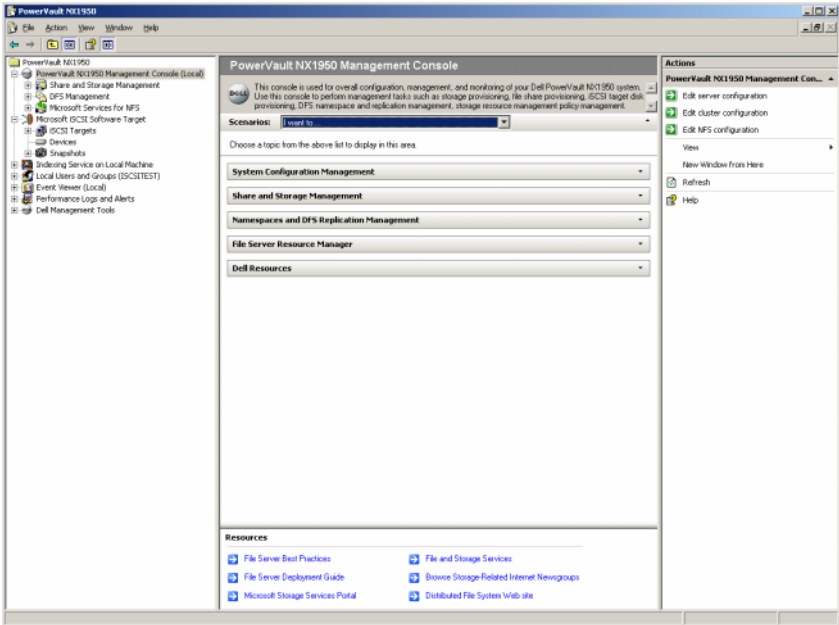 PowerVault NX1950
File Action View Window Help
PowerVault NX1950
PowerVault NX1950 Management Console (Local)
Share and Storage Management
DFS Management
Microsoft Services for NFS
Microsoft iSCSI Software Target
iSCSI Targets
Devices
Snapshots
Indexing Service on Local Machine
Local Users and Groups (ISCSITEST)
Event Viewer (Local)
Performance Logs and Alerts
Dell Management Tools
PowerVault NX1950 Management Console
DELL
This console is used for overall configuration, management, and monitoring of your Dell PowerVault NX1950 system.
Use this console to perform management tasks such as storage provisioning, file share provisioning, iSCSI target disk
provisioning, DFS namespace and replication management, storage resource management policy management.
Scenarios: I want to ...
Choose a topic from the above list to display in this area.
System Configuration Management
Share and Storage Management
Namespaces and DFS Replication Management
File Server Resource Manager
Dell Resources
Resources
File Server Best Practices
File and Storage Services
File Server Deployment Guide
Browse Storage-Related Internet Newsgroups
Microsoft Storage Services Portal
Distributed File System Web site
Actions
PowerVault NX1950 Management Con...
Edit server configuration
Edit cluster configuration
Edit NFS configuration
View
New Window from Here
Refresh
Help